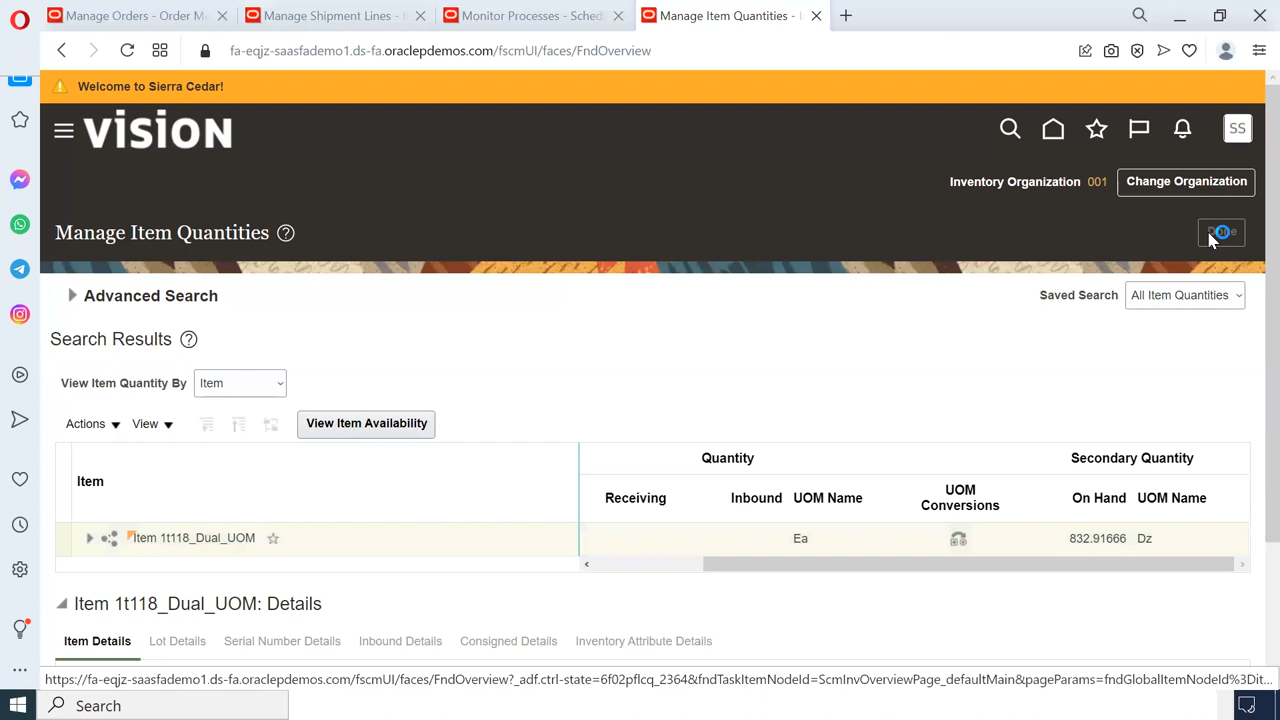 Manage Orders - Order M
Manage Shipment Lines -
Monitor Processes - Sched
Manage Item Quantities -
fa-eqjz-saasfademo1.ds-fa.oraclepdemos.com/fscmUI/faces/FndOverview
Welcome to Sierra Cedar!
VISION
SS
Inventory Organization 001 Change Organization
Manage Item Quantities
Advanced Search
Saved Search All Item Quantities
Search Results
View Item Quantity By Item
Actions View View Item Availability
Quantity Secondary Quantity
Item Receiving Inbound UOM Name UOM Conversions On Hand UOM Name
Item 1t118_Dual_UOM Ea 832.91666 Dz
Item 1t118_Dual_UOM: Details
Item Details Lot Details Serial Number Details Inbound Details Consigned Details Inventory Attribute Details
https://fa-eqjz-saasfademo1.ds-fa.oraclepdemos.com/fscmUI/faces/FndOverview?_adf.ctrl-state=6f02pflcq_2364&fndTaskItemNodeId=ScmInvOverviewPage_defaultMain&pageParams=fndGlobalItemNodeId%3Dit...
Search